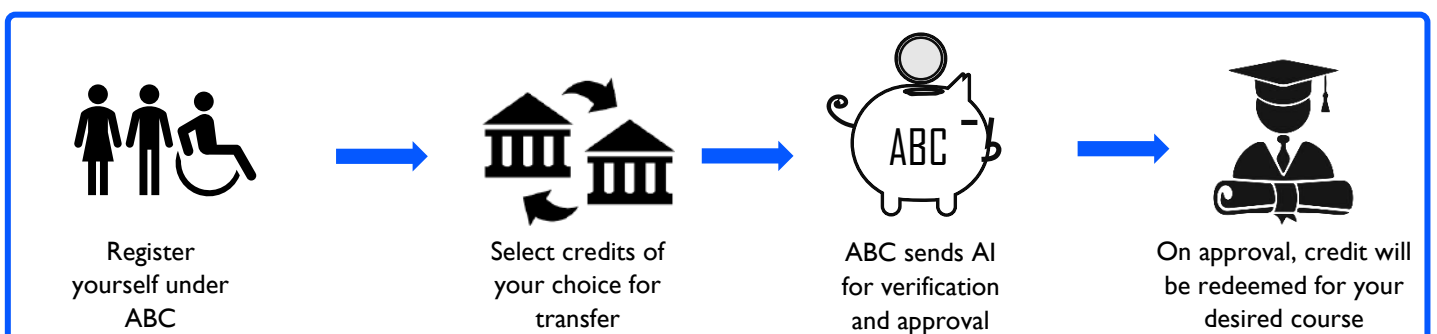 ABC
Register
yourself under
ABC
Select credits of
your choice for
transfer
ABC sends AI
for verification
and approval
On approval, credit will
be redeemed for your
desired course